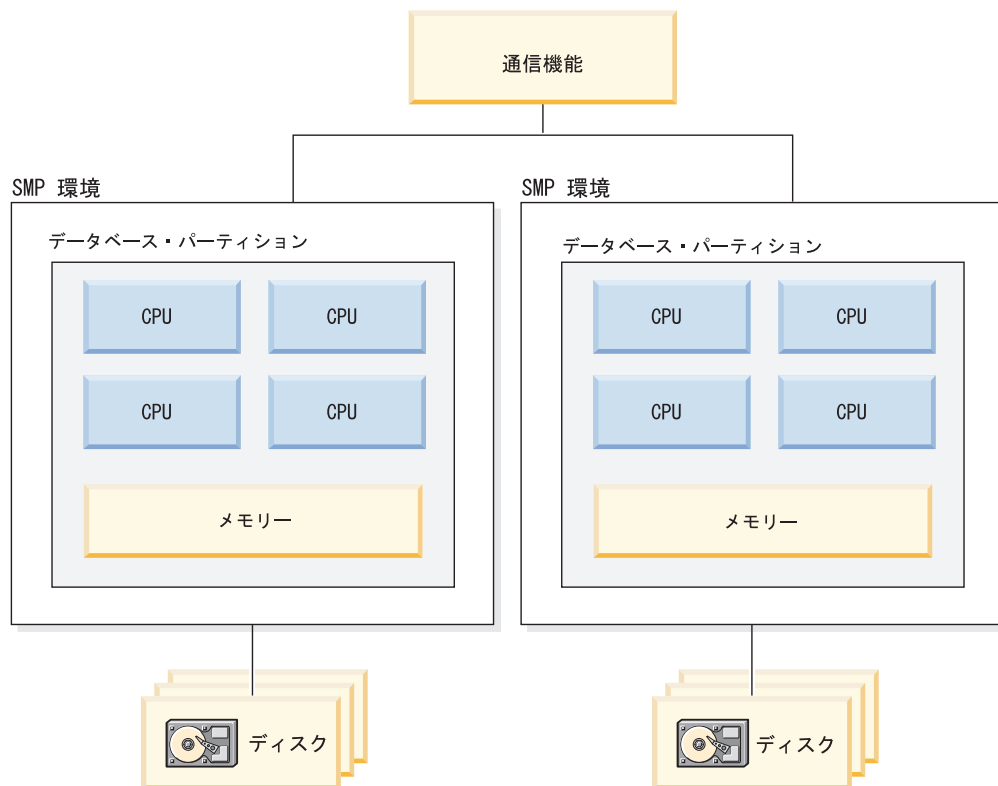 通信機能
SMP 環境
データベース・パーティション
CPU
CPU
CPU
CPU
メモリー
ディスク
SMP 環境
データベース・パーティション
CPU
CPU
CPU
CPU
メモリー
ディスク